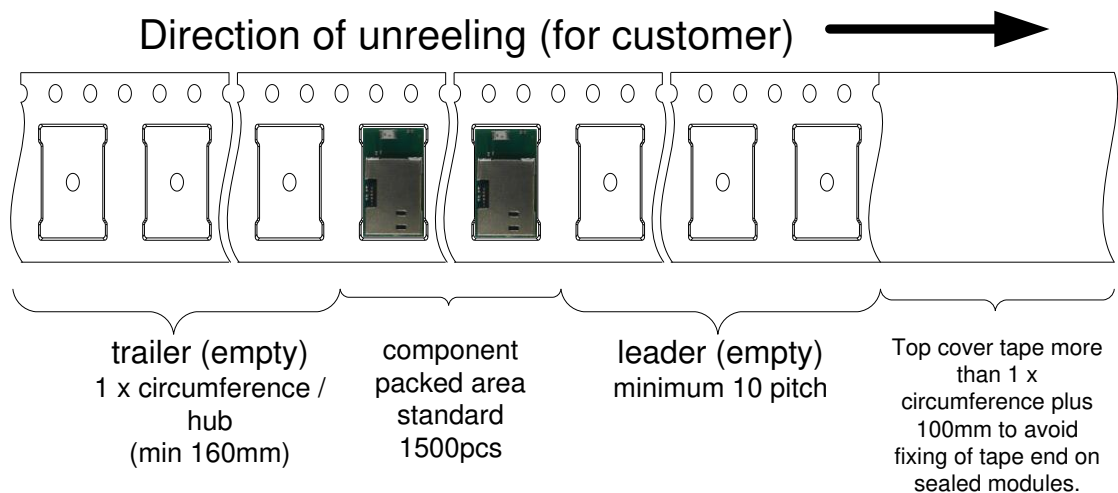 Direction of unreeling (for customer)
trailer (empty)
1 x circumference /
hub
(min 160mm)
component
packed area
standard
1500pcs
leader (empty)
minimum 10 pitch
Top cover tape more
than 1 x
circumference plus
100mm to avoid
fixing of tape end on
sealed modules.